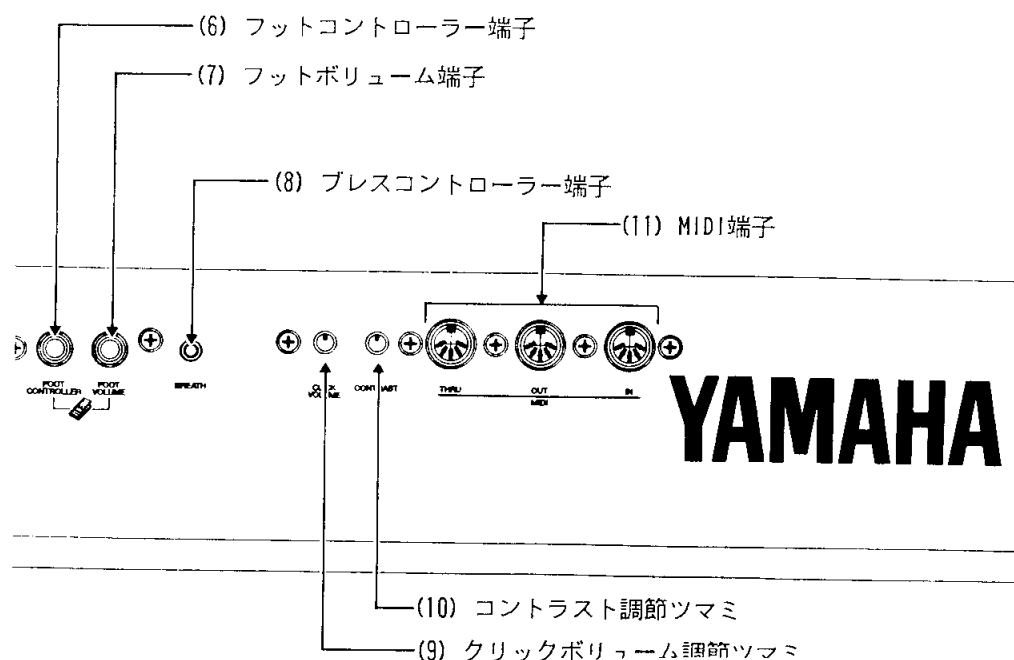 (6) フットコントローラー端子
(7) フットボリューム端子
(8) ブレスコントローラー端子
(11) MIDI端子
FOOT CONTROLLER
FOOT VOLUME
BREATH
VOLUME
THRU
OUT
IN
MIDI
YAMAHA
(10) コントラスト調節ツマミ
(9) クリックボリューム調節ツマミ